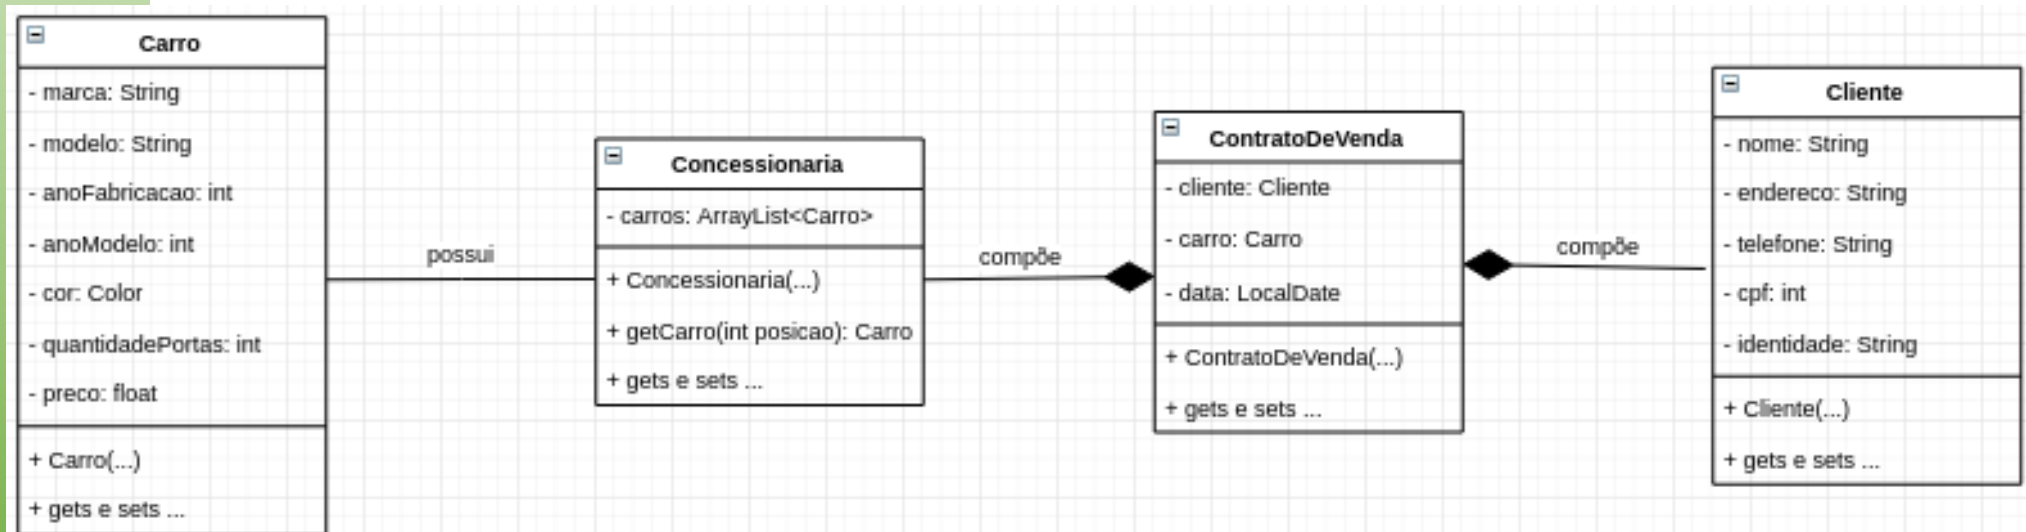 Carro
- marca: String
- modelo: String
- anoFabricacao: int
- anoModelo: int
- cor: Color
- quantidadePortas: int
- preco: float
+ Carro(...)
+ gets e sets ...
possui
Concessionaria
- carros: ArrayList<Carro>
+ Concessionaria(...)
+ getCarro(int posicao): Carro
+ gets e sets ...
compõe
ContratoDeVenda
- cliente: Cliente
- carro: Carro
- data: LocalDate
+ ContratoDeVenda(...)
+ gets e sets ...
compõe
Cliente
- nome: String
- endereco: String
- telefone: String
- cpf: int
- identidade: String
+ Cliente(...)
+ gets e sets ...